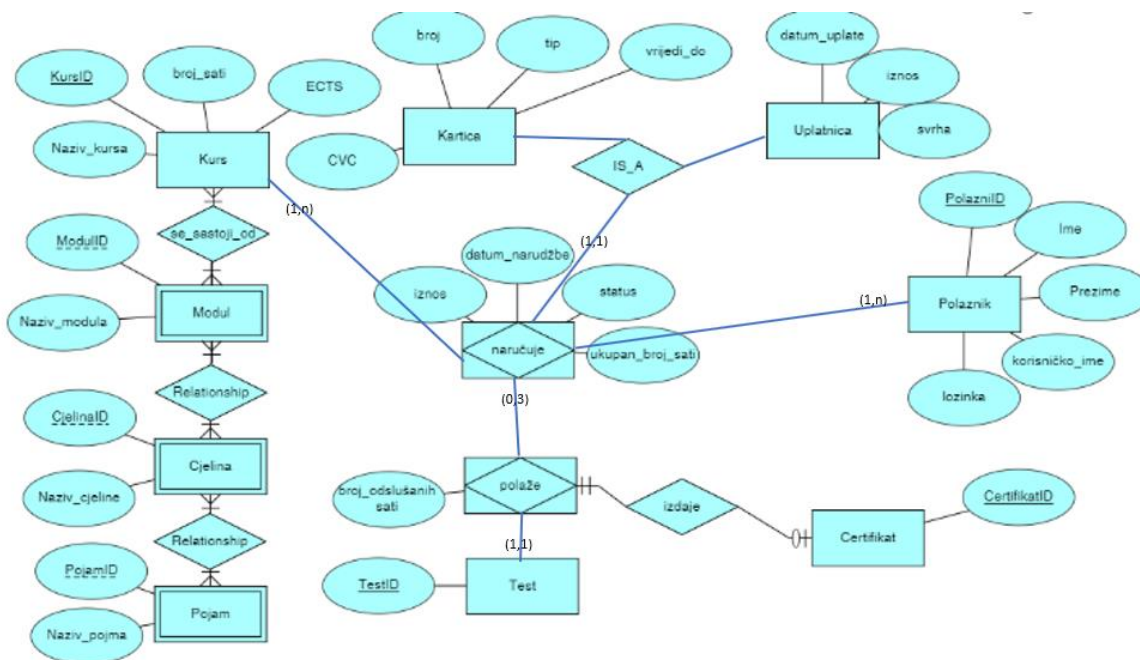 broj
tip
vrijedi_do
datum_uplate
KursID
broj_sati
ECTS
iznos
Naziv_kursa
Kurs
Kartica
Uplatnica
svrha
CVC
IS_A
(1,n)
PolazniID
Ime
se_sastoji_od
(1,1)
ModulID
datum_narudžbe
iznos
status
(1,n)
Prezime
Naziv_modula
Modul
Polaznik
naručuje
ukupan_broj_sati
korisničko_ime
Relationship
(0,3)
lozinka
CjelinaID
Cjelina
broj_odslušanih
sati
polaže
izdaje
CertifikatID
Naziv_cjeline
Certifikat
Relationship
(1,1)
PojamID
TestID
Test
Pojam
Naziv_pojma